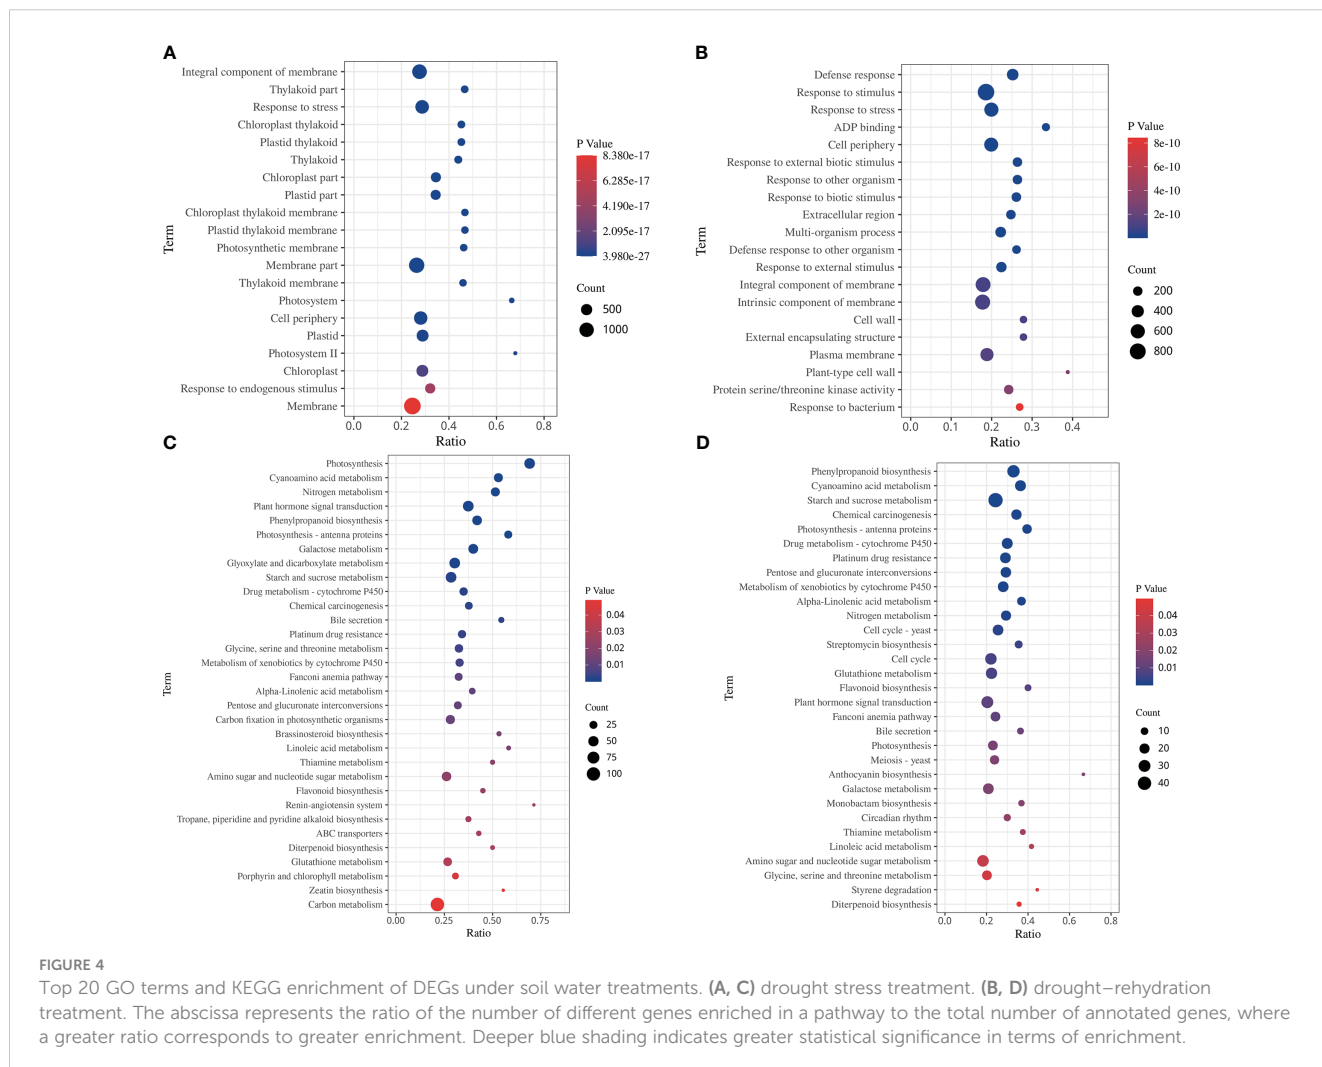 A
Integral component of membrane
Thylakoid part
Response to stress
Chloroplast thylakoid
Plastid thylakoid
Thylakoid
Chloroplast part
Plastid part
Chloroplast thylakoid membrane
Plastid thylakoid membrane
Photosynthetic membrane
Membrane part
Thylakoid membrane
Photosystem
Cell periphery
Plastid
Photosystem II
Chloroplast
Response to endogenous stimulus
Membrane
Term
0.0 0.2 0.4 0.6 0.8
Ratio
P Value
8.380e-17
6.285e-17
4.190e-17
2.095e-17
3.980e-27
Count
500
1000
B
Defense response
Response to stimulus
Response to stress
ADP binding
Cell periphery
Response to external biotic stimulus
Response to other organism
Response to biotic stimulus
Extracellular region
Multi-organism process
Defense response to other organism
Response to external stimulus
Integral component of membrane
Intrinsic component of membrane
Cell wall
External encapsulating structure
Plasma membrane
Plant-type cell wall
Protein serine/threonine kinase activity
Response to bacterium
Term
0.0 0.1 0.2 0.3 0.4
Ratio
P Value
8e-10
6e-10
4e-10
2e-10
Count
200
400
600
800
C
Photosynthesis
Cyanoamino acid metabolism
Nitrogen metabolism
Plant hormone signal transduction
Phenylpropanoid biosynthesis
Photosynthesis - antenna proteins
Galactose metabolism
Glyoxylate and dicarboxylate metabolism
Starch and sucrose metabolism
Drug metabolism - cytochrome P450
Chemical carcinogenesis
Bile secretion
Platinum drug resistance
Glycine, serine and threonine metabolism
Metabolism of xenobiotics by cytochrome P450
Fanconi anemia pathway
Alpha-Linolenic acid metabolism
Pentose and glucuronate interconversions
Carbon fixation in photosynthetic organisms
Brassinosteroid biosynthesis
Linoleic acid metabolism
Thiamine metabolism
Amino sugar and nucleotide sugar metabolism
Flavonoid biosynthesis
Renin-angiotensin system
Tropane, piperidine and pyridine alkaloid biosynthesis
ABC transporters
Diterpenoid biosynthesis
Glutathione metabolism
Porphyrin and chlorophyll metabolism
Zeatin biosynthesis
Carbon metabolism
Term
0.00 0.25 0.50 0.75
Ratio
P Value
0.04
0.03
0.02
0.01
Count
25
50
75
100
D
Phenylpropanoid biosynthesis
Cyanoamino acid metabolism
Starch and sucrose metabolism
Chemical carcinogenesis
Photosynthesis - antenna proteins
Drug metabolism - cytochrome P450
Platinum drug resistance
Pentose and glucuronate interconversions
Metabolism of xenobiotics by cytochrome P450
Alpha-Linolenic acid metabolism
Nitrogen metabolism
Cell cycle - yeast
Streptomycin biosynthesis
Cell cycle
Glutathione metabolism
Flavonoid biosynthesis
Plant hormone signal transduction
Fanconi anemia pathway
Bile secretion
Photosynthesis
Meiosis - yeast
Anthocyanin biosynthesis
Galactose metabolism
Monobactam biosynthesis
Circadian rhythm
Thiamine metabolism
Linoleic acid metabolism
Amino sugar and nucleotide sugar metabolism
Glycine, serine and threonine metabolism
Styrene degradation
Diterpenoid biosynthesis
Term
0.0 0.2 0.4 0.6 0.8
Ratio
P Value
0.04
0.03
0.02
0.01
Count
10
20
30
40
FIGURE 4
Top 20 GO terms and KEGG enrichment of DEGs under soil water treatments. (A, C) drought stress treatment. (B, D) drought–rehydration
treatment. The abscissa represents the ratio of the number of different genes enriched in a pathway to the total number of annotated genes, where
a greater ratio corresponds to greater enrichment. Deeper blue shading indicates greater statistical significance in terms of enrichment.